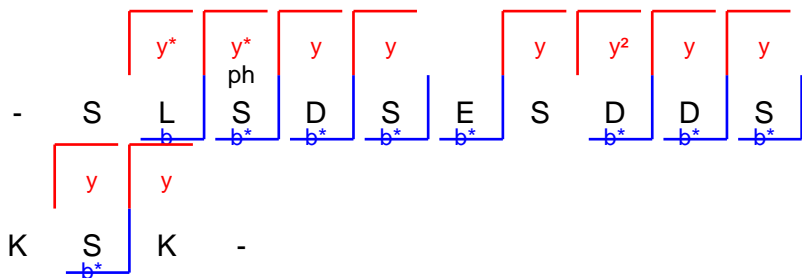 y* y* y y y y² y y
ph
- S L S D S E S D D S
b b* b* b* b* b* b* b*
y y
K S K -
b*